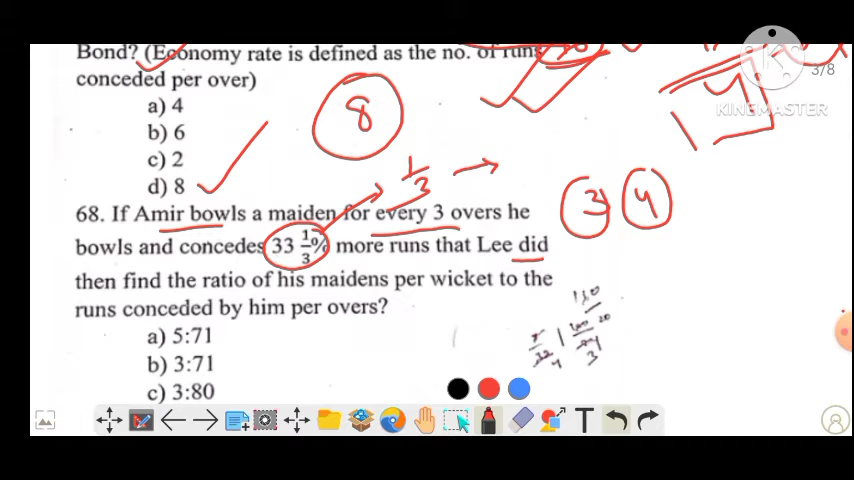 Bond? (Economy rate is defined as the no. of runs
conceded per over)
a) 4
b) 6
c) 2
d) 8
8
1/3
3 4
68. If Amir bowls a maiden for every 3 overs he
bowls and concedes 33 1/3% more runs that Lee did
then find the ratio of his maidens per wicket to the
runs conceded by him per overs?
a) 5:71
b) 3:71
c) 3:80
3/8
KINEMASTER